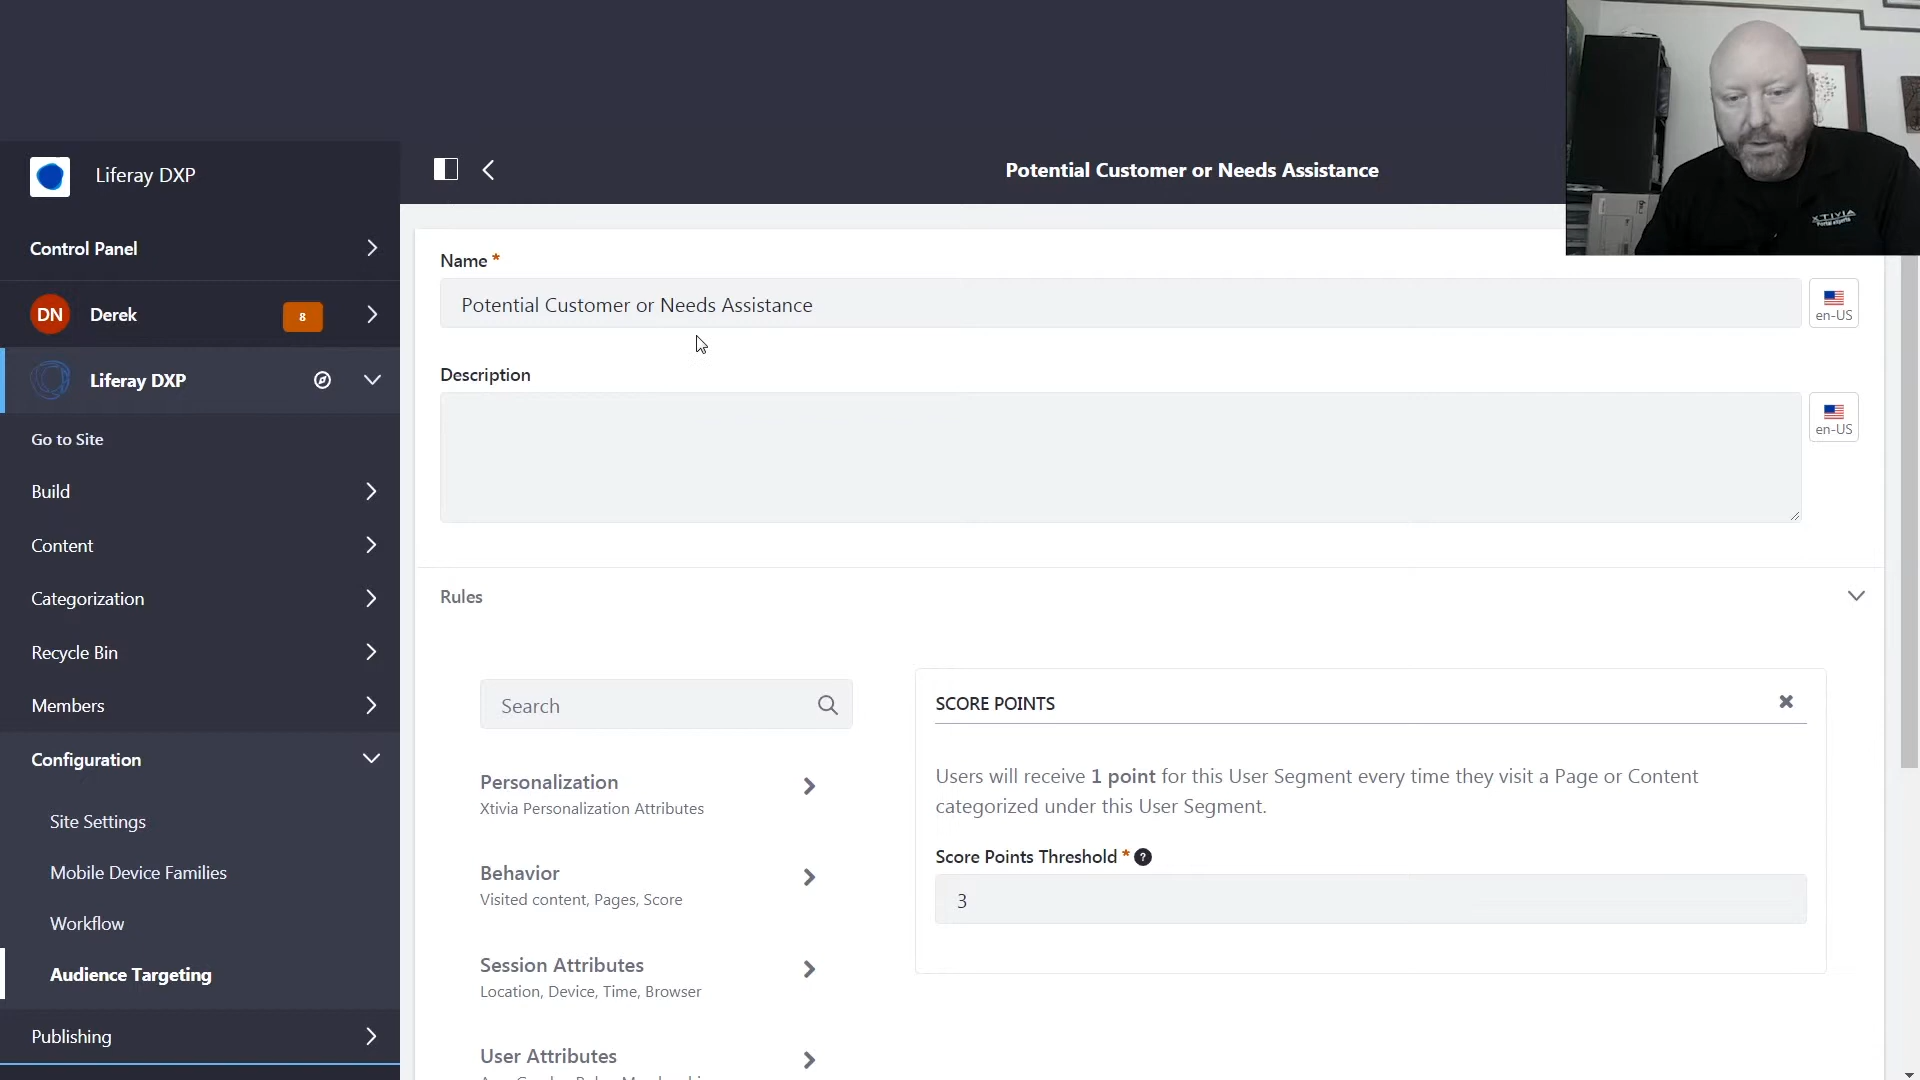 Liferay DXP
Potential Customer or Needs Assistance
Control Panel
DN Derek 8
Liferay DXP
Go to Site
Build
Content
Categorization
Recycle Bin
Members
Configuration
Site Settings
Mobile Device Families
Workflow
Audience Targeting
Publishing
Name *
Potential Customer or Needs Assistance
en-US
Description
en-US
Rules
Search
Personalization
Xtivia Personalization Attributes
Behavior
Visited content, Pages, Score
Session Attributes
Location, Device, Time, Browser
User Attributes
SCORE POINTS
Users will receive 1 point for this User Segment every time they visit a Page or Content
categorized under this User Segment.
Score Points Threshold * ?
3
XTIVIA
Portal experts